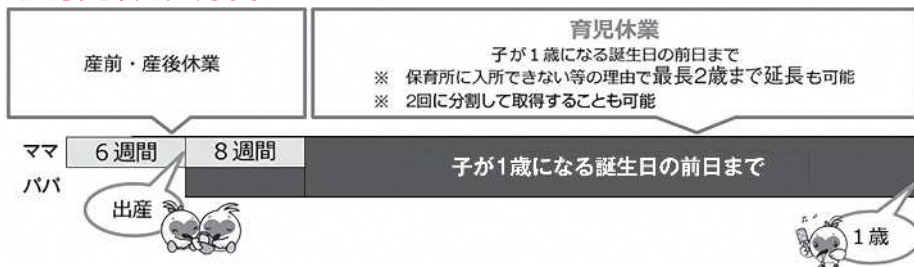 産前・産後休業
育児休業
子が1歳になる誕生日の前日まで
※ 保育所に入所できない等の理由で最長2歳まで延長も可能
※ 2回に分割して取得することも可能
ママ 6週間 8週間
子が1歳になる誕生日の前日まで
パパ
出産
1歳